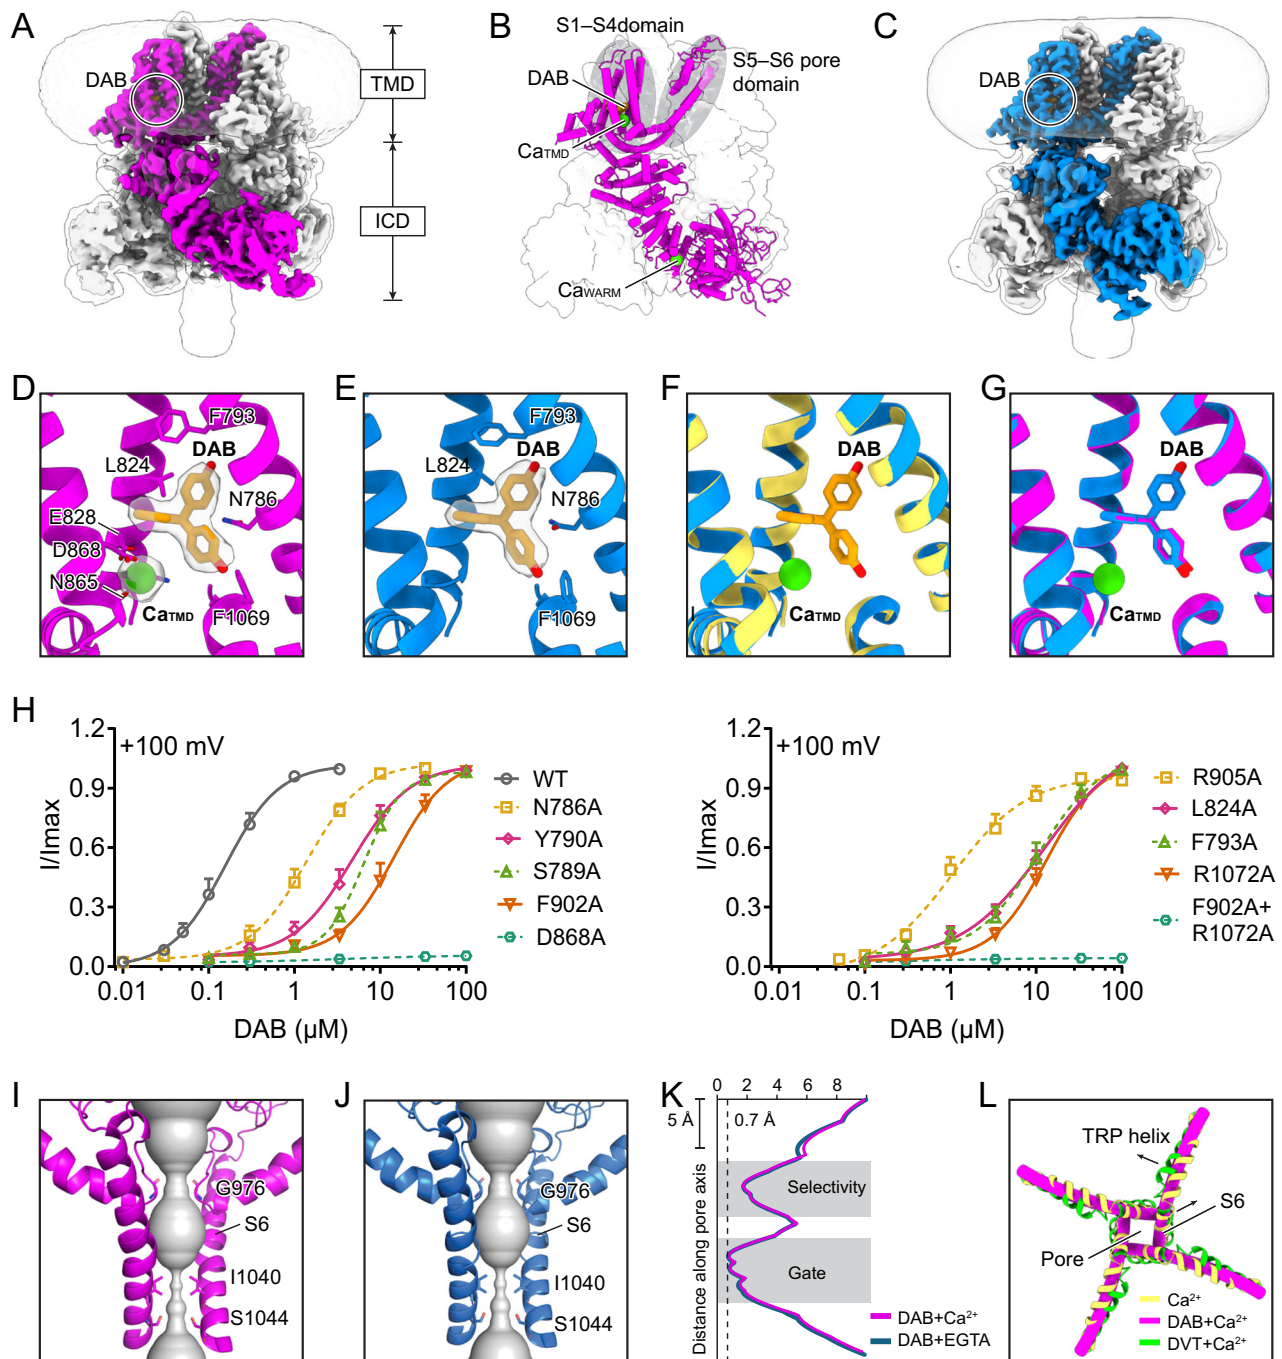 A
DAB
TMD
ICD
B
S1–S4domain
DAB
S5–S6 pore
domain
CaTMD
CaWARM
C
DAB
D
F793
DAB
L824
N786
E828
D868
N865
CaTMD
F1069
E
F793
DAB
L824
N786
F1069
F
DAB
CaTMD
G
DAB
CaTMD
H
1.2
+100 mV
0.9
0.6
0.3
0.0
I/Imax
0.01 0.1 1 10 100
DAB (µM)
WT
N786A
Y790A
S789A
F902A
D868A
1.2
+100 mV
0.9
0.6
0.3
0.0
I/Imax
0.01 0.1 1 10 100
DAB (µM)
R905A
L824A
F793A
R1072A
F902A+
R1072A
I
G976
S6
I1040
S1044
J
G976
S6
I1040
S1044
K
0 2 4 6 8
5 Å
0.7 Å
Distance along pore axis
Selectivity
Gate
DAB+Ca²⁺
DAB+EGTA
L
TRP helix
S6
Pore
Ca²⁺
DAB+Ca²⁺
DVT+Ca²⁺